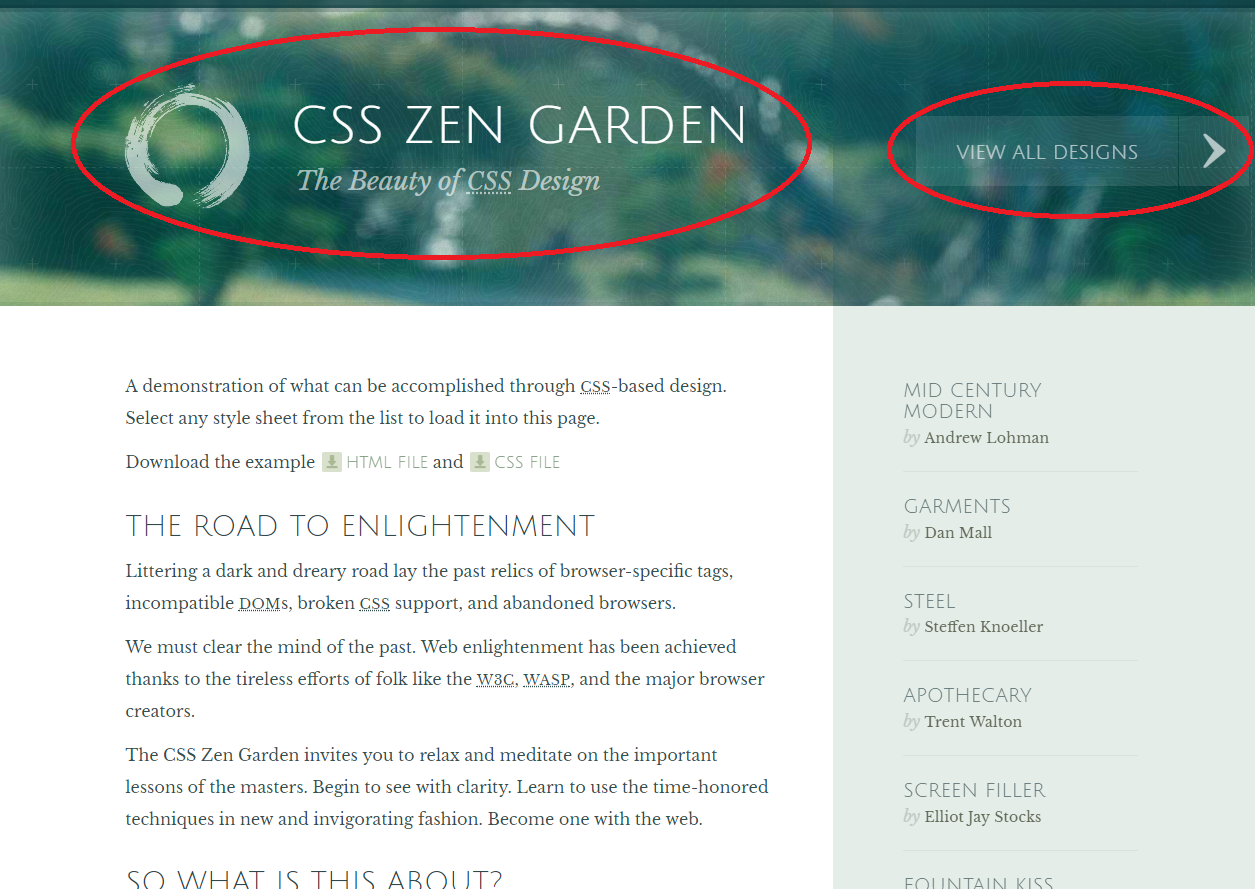 CSS ZEN GARDEN
The Beauty of CSS Design
VIEW ALL DESIGNS
A demonstration of what can be accomplished through CSS-based design.
Select any style sheet from the list to load it into this page.
Download the example HTML FILE and CSS FILE
THE ROAD TO ENLIGHTENMENT
Littering a dark and dreary road lay the past relics of browser-specific tags,
incompatible DOMs, broken CSS support, and abandoned browsers.
We must clear the mind of the past. Web enlightenment has been achieved
thanks to the tireless efforts of folk like the W3C, WASP, and the major browser
creators.
The CSS Zen Garden invites you to relax and meditate on the important
lessons of the masters. Begin to see with clarity. Learn to use the time-honored
techniques in new and invigorating fashion. Become one with the web.
SO WHAT IS THIS ABOUT?
MID CENTURY
MODERN
by Andrew Lohman
GARMENTS
by Dan Mall
STEEL
by Steffen Knoeller
APOTHECARY
by Trent Walton
SCREEN FILLER
by Elliot Jay Stocks
FOUNTAIN KISS